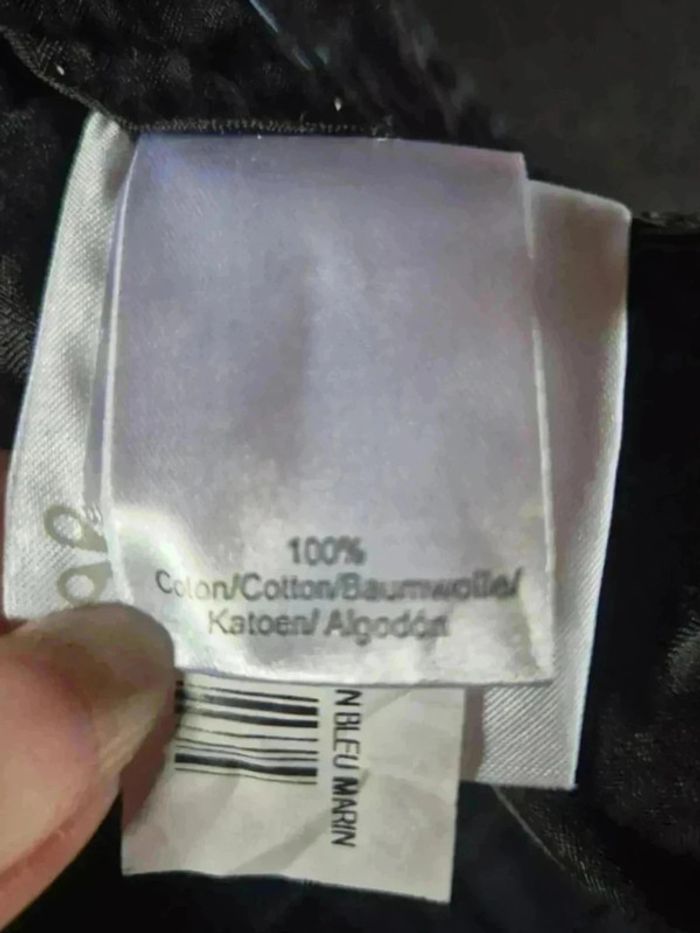 100%
Coton/Cotton/Baumwolle/
Katoen/ Algodón
N BLEU MARIN